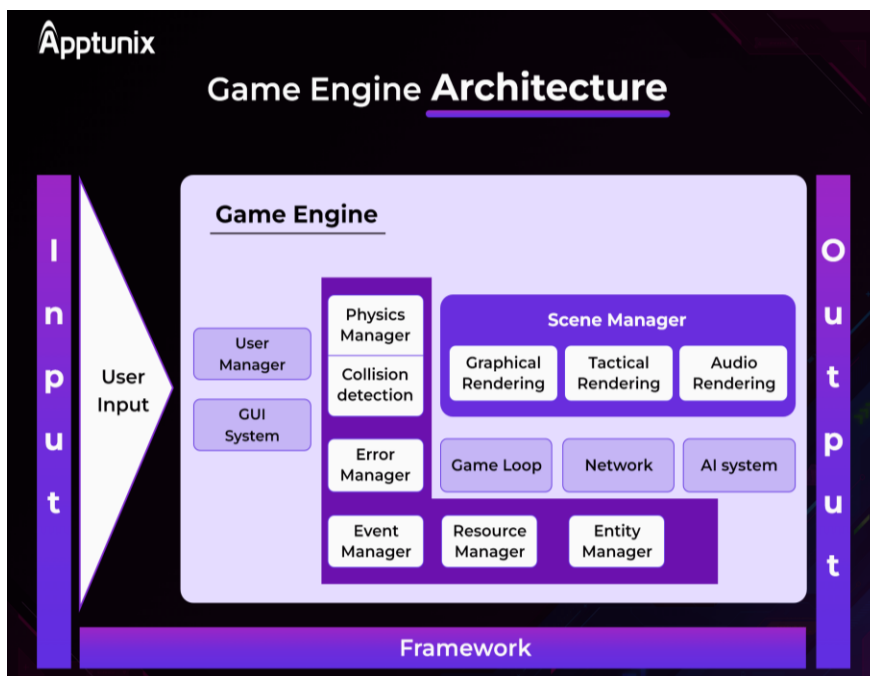 Apptunix
Game Engine Architecture
Input
User
Input
Game Engine
User
Manager
GUI
System
Physics
Manager
Collision
detection
Error
Manager
Event
Manager
Resource
Manager
Entity
Manager
Scene Manager
Graphical
Rendering
Tactical
Rendering
Audio
Rendering
Game Loop
Network
AI system
Output
Framework